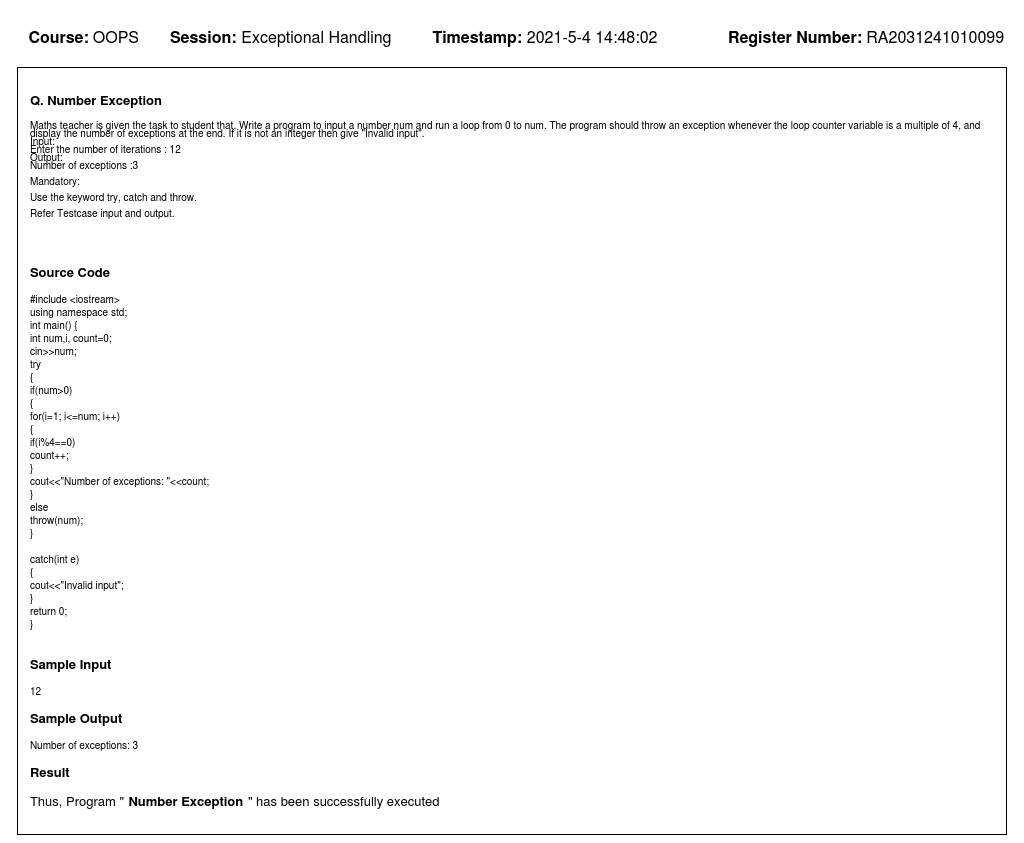 Course: OOPS Session: Exceptional Handling Timestamp: 2021-5-4 14:48:02 Register Number: RA2031241010099
Q. Number Exception
Maths teacher is given the task to student that. Write a program to input a number num and run a loop from 0 to num. The program should throw an exception whenever the loop counter variable is a multiple of 4, and
display the number of exceptions at the end. If it is not an integer then give "Invalid input".
Input:
Enter the number of iterations : 12
Output:
Number of exceptions :3
Mandatory:
Use the keyword try, catch and throw.
Refer Testcase input and output.
Source Code
#include <iostream>
using namespace std;
int main() {
int num,i, count=0;
cin>>num;
try
{
if(num>0)
{
for(i=1; i<=num; i++)
{
if(i%4==0)
count++;
}
cout<<"Number of exceptions: "<<count;
}
else
throw(num);
}
catch(int e)
{
cout<<"Invalid input";
}
return 0;
}
Sample Input
12
Sample Output
Number of exceptions: 3
Result
Thus, Program " Number Exception " has been successfully executed